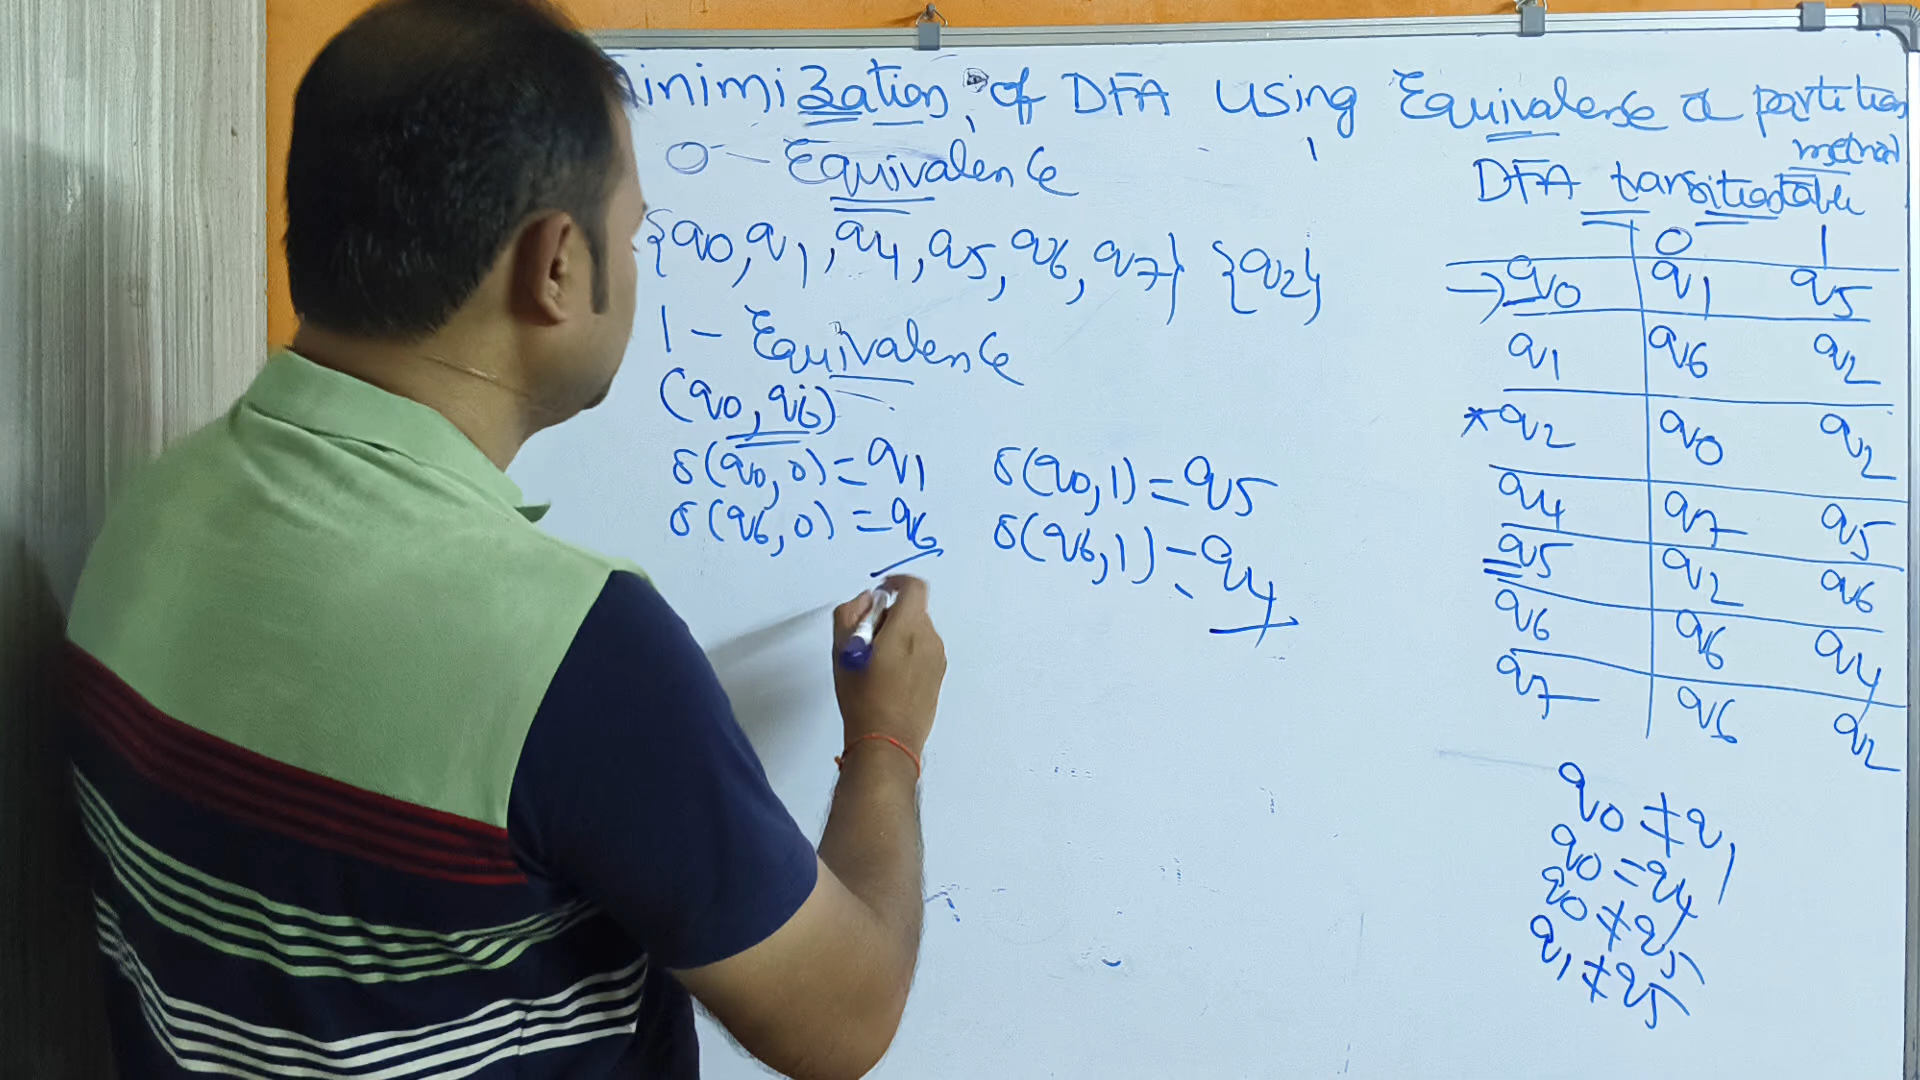 inimization of DFA using Equivalence or partition
method
0 - Equivalence
{q0, q1, q4, q5, q6, q7} {q2}
1 - Equivalence
(q0, q6)
δ(q0, 0) = q1 δ(q0, 1) = q5
δ(q6, 0) = q6 δ(q6, 1) = q4
DFA transition table
0 1
→ q0 q1 q5
q1 q6 q2
* q2 q0 q2
q4 q7 q5
q5 q2 q6
q6 q6 q4
q7 q6 q2
q0 ≠ q1
q0 = q4
q0 ≠ q5
q1 ≠ q5